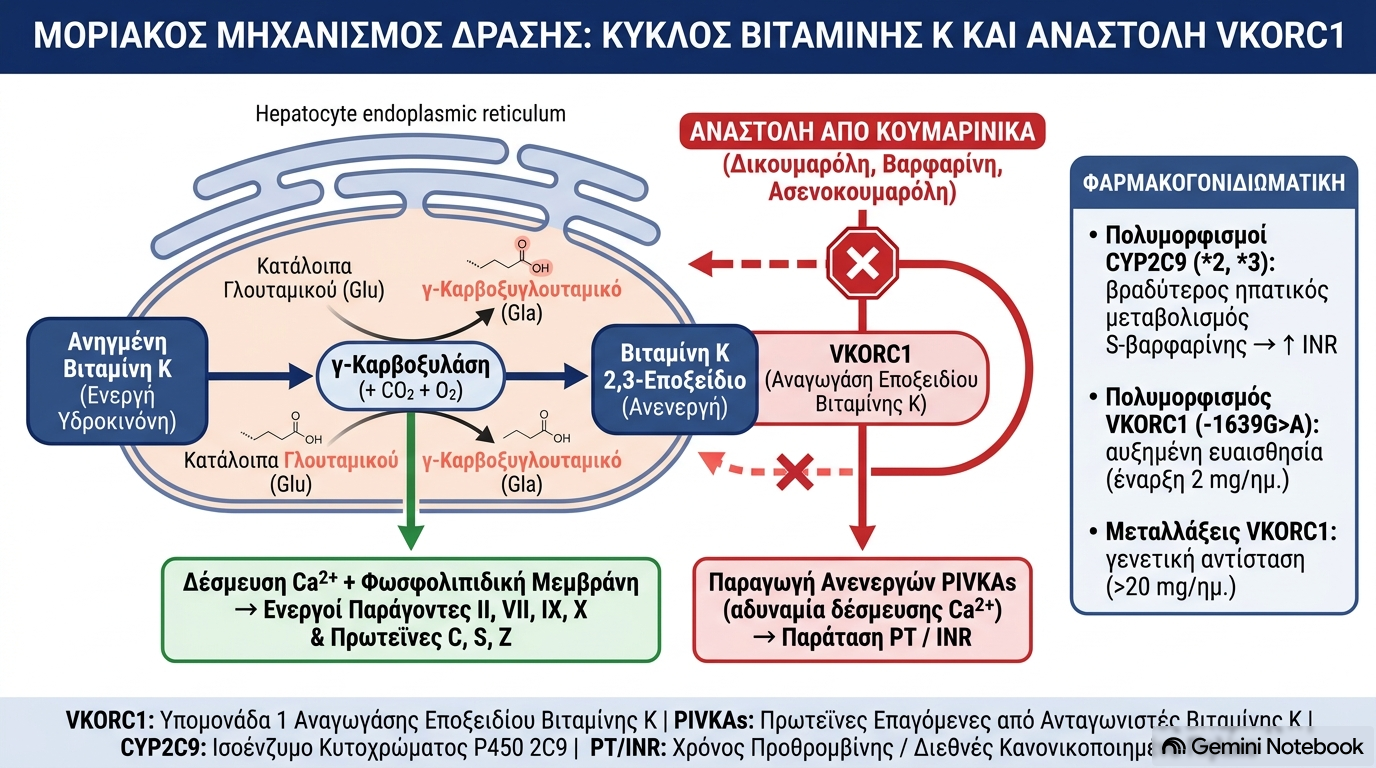 ΜΟΡΙΑΚΟΣ ΜΗΧΑΝΙΣΜΟΣ ΔΡΑΣΗΣ: ΚΥΚΛΟΣ ΒΙΤΑΜΙΝΗΣ Κ ΚΑΙ ΑΝΑΣΤΟΛΗ VKORC1
Hepatocyte endoplasmic reticulum
Κατάλοιπα
Γλουταμικού (Glu)
O
OH
γ-Καρβοξυγλουταμικό
(Gla)
Ανηγμένη
Βιταμίνη Κ
(Ενεργή
Υδροκινόνη)
γ-Καρβοξυλάση
(+ CO₂ + O₂)
Βιταμίνη Κ
2,3-Εποξείδιο
(Ανενεργή)
O
OH
Κατάλοιπα Γλουταμικού
(Glu)
O
OH
γ-Καρβοξυγλουταμικό
(Gla)
Δέσμευση Ca²⁺ + Φωσφολιπιδική Μεμβράνη
→ Ενεργοί Παράγοντες II, VII, IX, X
& Πρωτεΐνες C, S, Z
ΑΝΑΣΤΟΛΗ ΑΠΟ ΚΟΥΜΑΡΙΝΙΚΑ
(Δικουμαρόλη, Βαρφαρίνη,
Ασενοκουμαρόλη)
VKORC1
(Αναγωγάση Εποξειδίου
Βιταμίνης Κ)
Παραγωγή Ανενεργών PIVKAs
(αδυναμία δέσμευσης Ca²⁺)
→ Παράταση PT / INR
ΦΑΡΜΑΚΟΓΟΝΙΔΙΩΜΑΤΙΚΗ
• Πολυμορφισμοί
CYP2C9 (*2, *3):
βραδύτερος ηπατικός
μεταβολισμός
S-βαρφαρίνης → ↑ INR
• Πολυμορφισμός
VKORC1 (-1639G>A):
αυξημένη ευαισθησία
(έναρξη 2 mg/ημ.)
• Μεταλλάξεις VKORC1:
γενετική αντίσταση
(>20 mg/ημ.)
VKORC1: Υπομονάδα 1 Αναγωγάσης Εποξειδίου Βιταμίνης Κ | PIVKAs: Πρωτεΐνες Επαγόμενες από Ανταγωνιστές Βιταμίνης Κ |
CYP2C9: Ισοένζυμο Κυτοχρώματος P450 2C9 | PT/INR: Χρόνος Προθρομβίνης / Διεθνές
Gemini Notebook